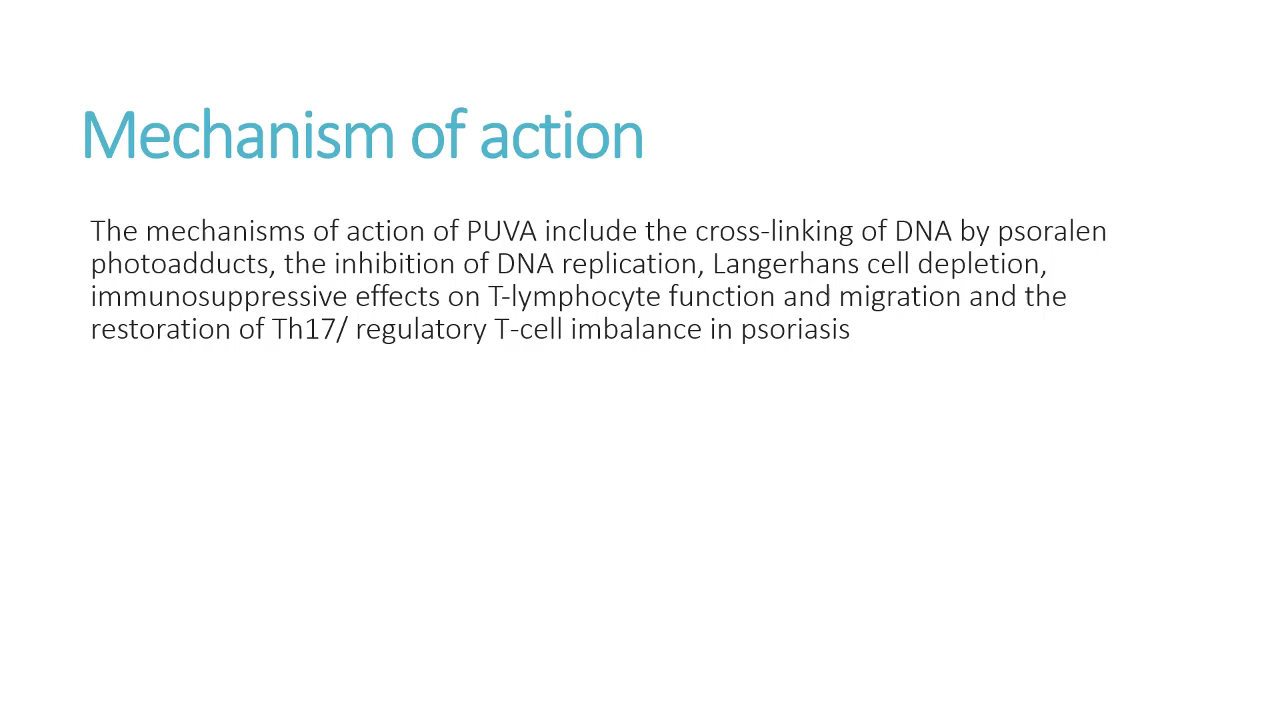 Mechanism of action
The mechanisms of action of PUVA include the cross-linking of DNA by psoralen
photoadducts, the inhibition of DNA replication, Langerhans cell depletion,
immunosuppressive effects on T-lymphocyte function and migration and the
restoration of Th17/ regulatory T-cell imbalance in psoriasis